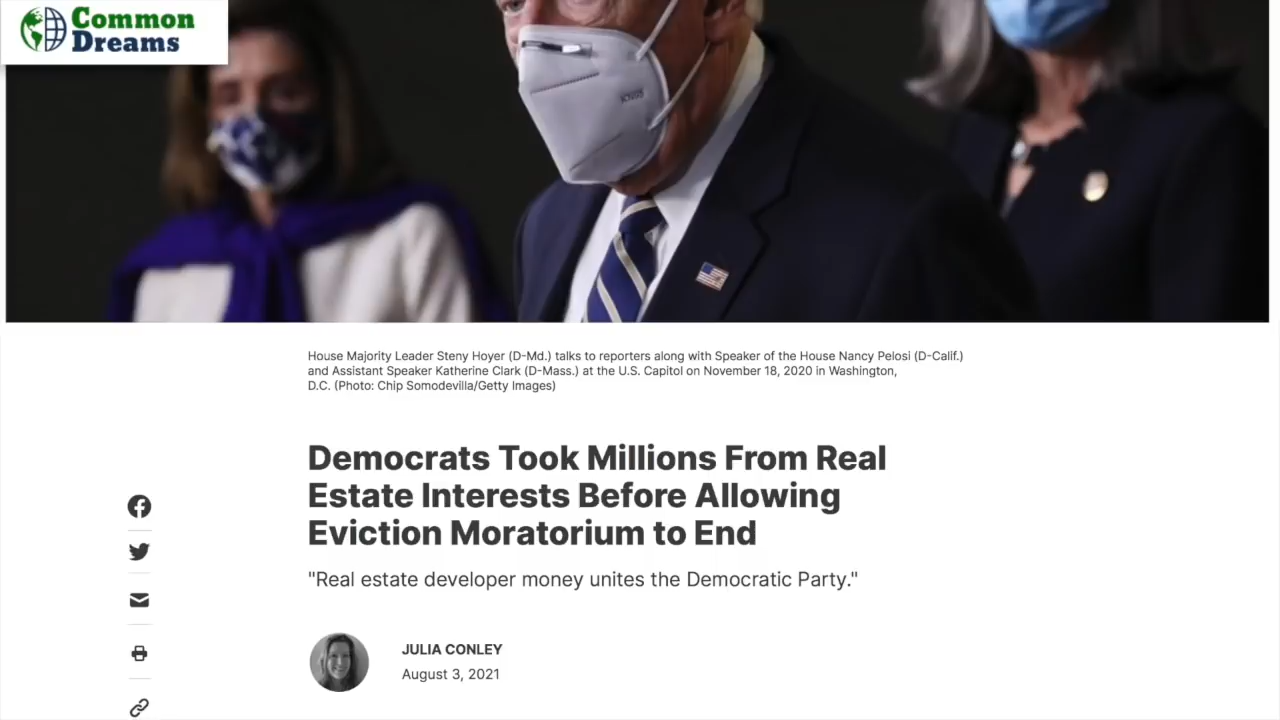 Common
Dreams
House Majority Leader Steny Hoyer (D-Md.) talks to reporters along with Speaker of the House Nancy Pelosi (D-Calif.)
and Assistant Speaker Katherine Clark (D-Mass.) at the U.S. Capitol on November 18, 2020 in Washington,
D.C. (Photo: Chip Somodevilla/Getty Images)
Democrats Took Millions From Real
Estate Interests Before Allowing
Eviction Moratorium to End
"Real estate developer money unites the Democratic Party."
JULIA CONLEY
August 3, 2021